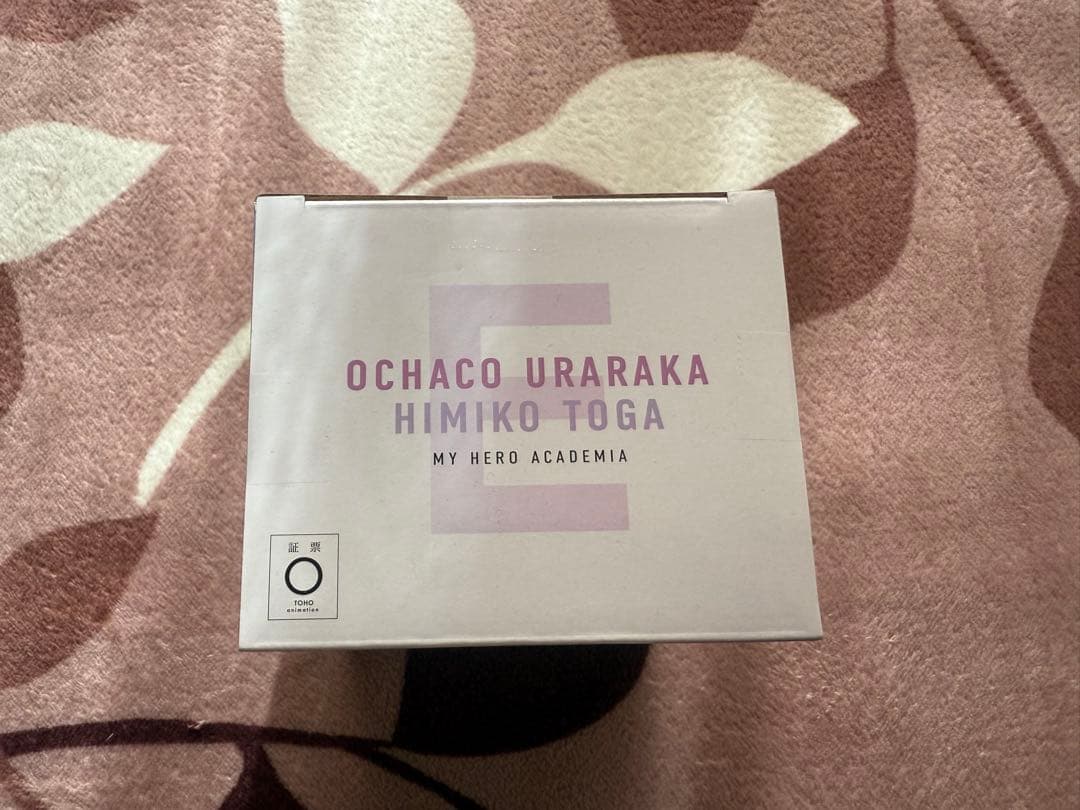 E
OCHACO URARAKA
HIMIKO TOGA
MY HERO ACADEMIA
証 票
TOHO
animation